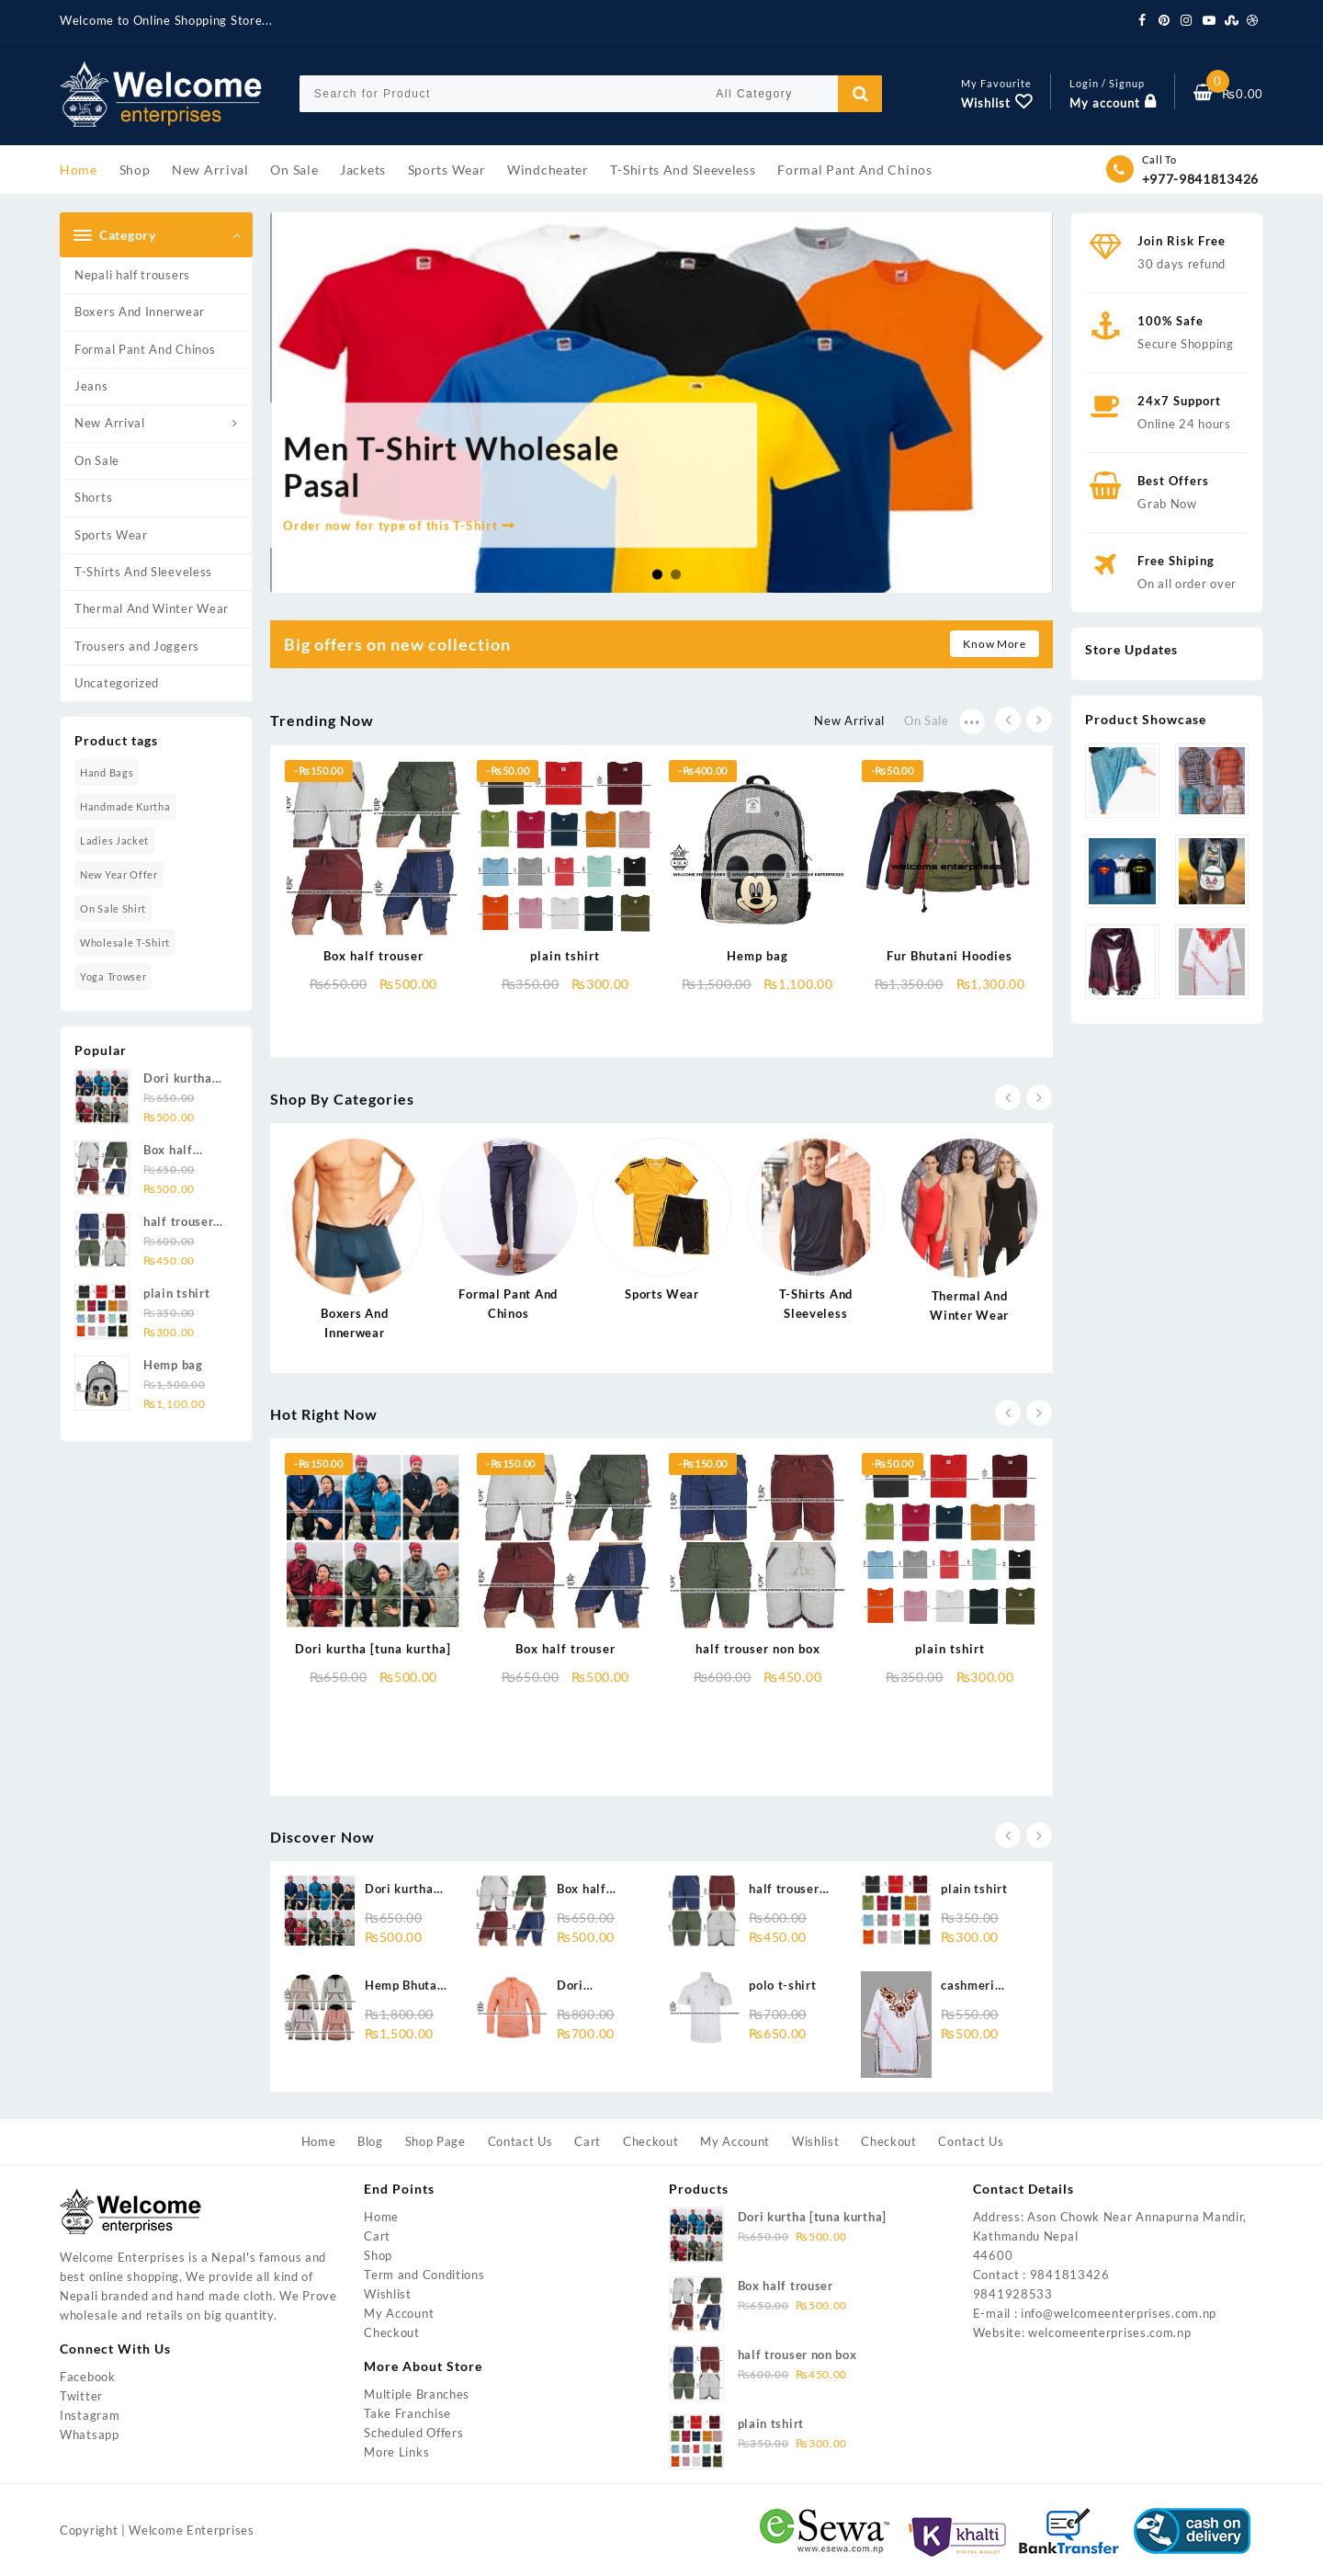 Welcome to Online Shopping Store...
Welcome
enterprises
Search for Product
All Category
My Favourite
Wishlist
Login / Signup
My account
0
₨0.00
Home Shop New Arrival On Sale Jackets Sports Wear Windcheater T-Shirts And Sleeveless Formal Pant And Chinos
Call To
+977-9841813426
Category
Nepali half trousers
Boxers And Innerwear
Formal Pant And Chinos
Jeans
New Arrival
On Sale
Shorts
Sports Wear
T-Shirts And Sleeveless
Thermal And Winter Wear
Trousers and Joggers
Uncategorized
Product tags
Hand Bags
Handmade Kurtha
Ladies Jacket
New Year Offer
On Sale Shirt
Wholesale T-Shirt
Yoga Trowser
Popular
Dori kurtha...
₨650.00
₨500.00
Box half...
₨650.00
₨500.00
half trouser...
₨600.00
₨450.00
plain tshirt
₨350.00
₨300.00
Hemp bag
₨1,500.00
₨1,100.00
Men T-Shirt Wholesale
Pasal
Order now for type of this T-Shirt
Big offers on new collection
Know More
Trending Now
New Arrival On Sale
-₨150.00 -₨50.00 -₨400.00 -₨50.00
WELCOME ENTERPRISES || WELCOME ENTERPRISES || WELCOME ENTERPRISES
welcome enterprises
Box half trouser plain tshirt Hemp bag Fur Bhutani Hoodies
₨650.00 ₨500.00 ₨350.00 ₨300.00 ₨1,500.00 ₨1,100.00 ₨1,350.00 ₨1,300.00
Shop By Categories
Boxers And
Innerwear
Formal Pant And
Chinos
Sports Wear
T-Shirts And
Sleeveless
Thermal And
Winter Wear
Hot Right Now
-₨150.00 -₨150.00 -₨150.00 -₨50.00
Dori kurtha [tuna kurtha] Box half trouser half trouser non box plain tshirt
₨650.00 ₨500.00 ₨650.00 ₨500.00 ₨600.00 ₨450.00 ₨350.00 ₨300.00
Discover Now
Dori kurtha...
₨650.00
₨500.00
Box half...
₨650.00
₨500.00
half trouser...
₨600.00
₨450.00
plain tshirt
₨350.00
₨300.00
Hemp Bhuta...
₨1,800.00
₨1,500.00
Dori...
₨800.00
₨700.00
polo t-shirt
₨700.00
₨650.00
cashmeri...
₨550.00
₨500.00
Join Risk Free
30 days refund
100% Safe
Secure Shopping
24x7 Support
Online 24 hours
Best Offers
Grab Now
Free Shiping
On all order over
Store Updates
Product Showcase
Home Blog Shop Page Contact Us Cart Checkout My Account Wishlist Checkout Contact Us
Welcome
enterprises
Welcome Enterprises is a Nepal's famous and
best online shopping, We provide all kind of
Nepali branded and hand made cloth. We Prove
wholesale and retails on big quantity.
Connect With Us
Facebook
Twitter
Instagram
Whatsapp
End Points
Home
Cart
Shop
Term and Conditions
Wishlist
My Account
Checkout
More About Store
Multiple Branches
Take Franchise
Scheduled Offers
More Links
Products
Dori kurtha [tuna kurtha]
₨650.00 ₨500.00
Box half trouser
₨650.00 ₨500.00
half trouser non box
₨600.00 ₨450.00
plain tshirt
₨350.00 ₨300.00
Contact Details
Address: Ason Chowk Near Annapurna Mandir,
Kathmandu Nepal
44600
Contact : 9841813426
9841928533
E-mail : info@welcomeenterprises.com.np
Website: welcomeenterprises.com.np
Copyright | Welcome Enterprises
eSewa™
www.esewa.com.np
K khalti
DIGITAL WALLET
BankTransfer
cash on
delivery